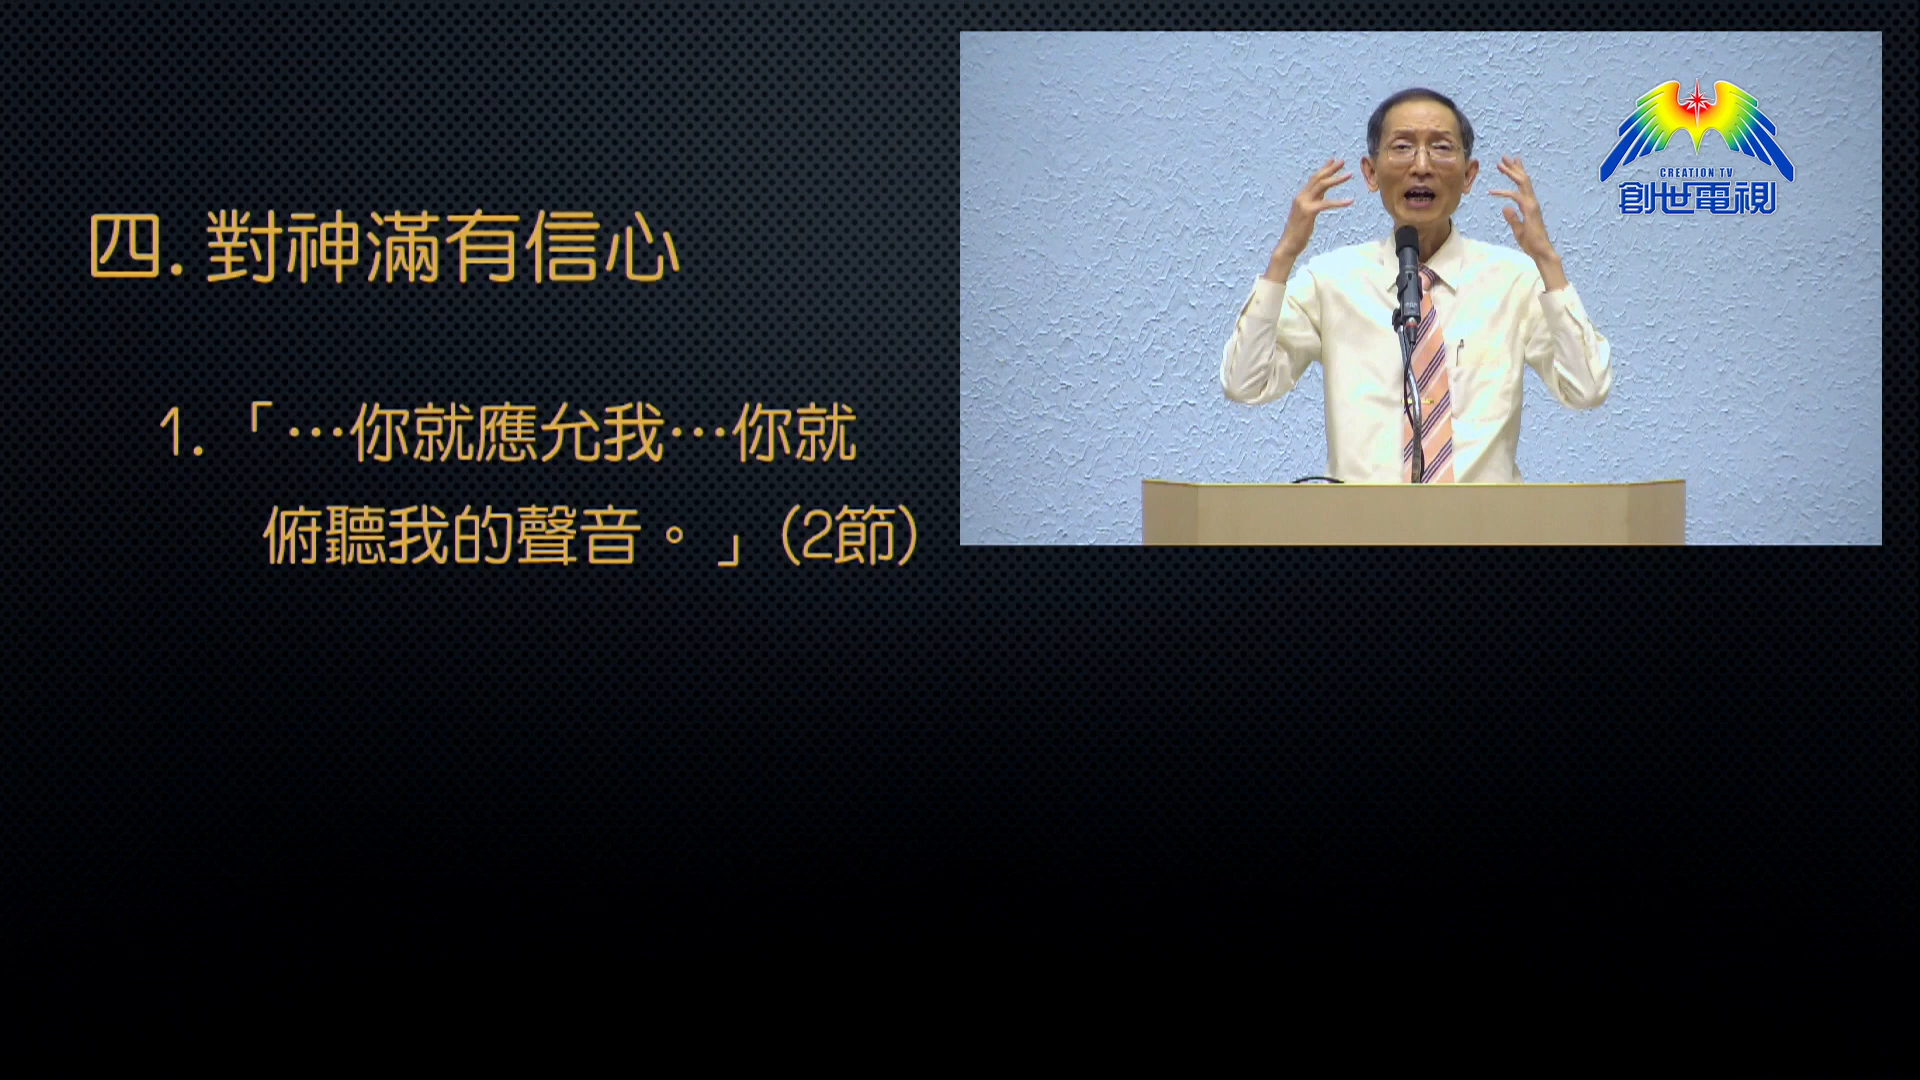 四. 對神滿有信心
1. 「…你就應允我…你就
俯聽我的聲音。」(2節)
CREATION TV
創世電視